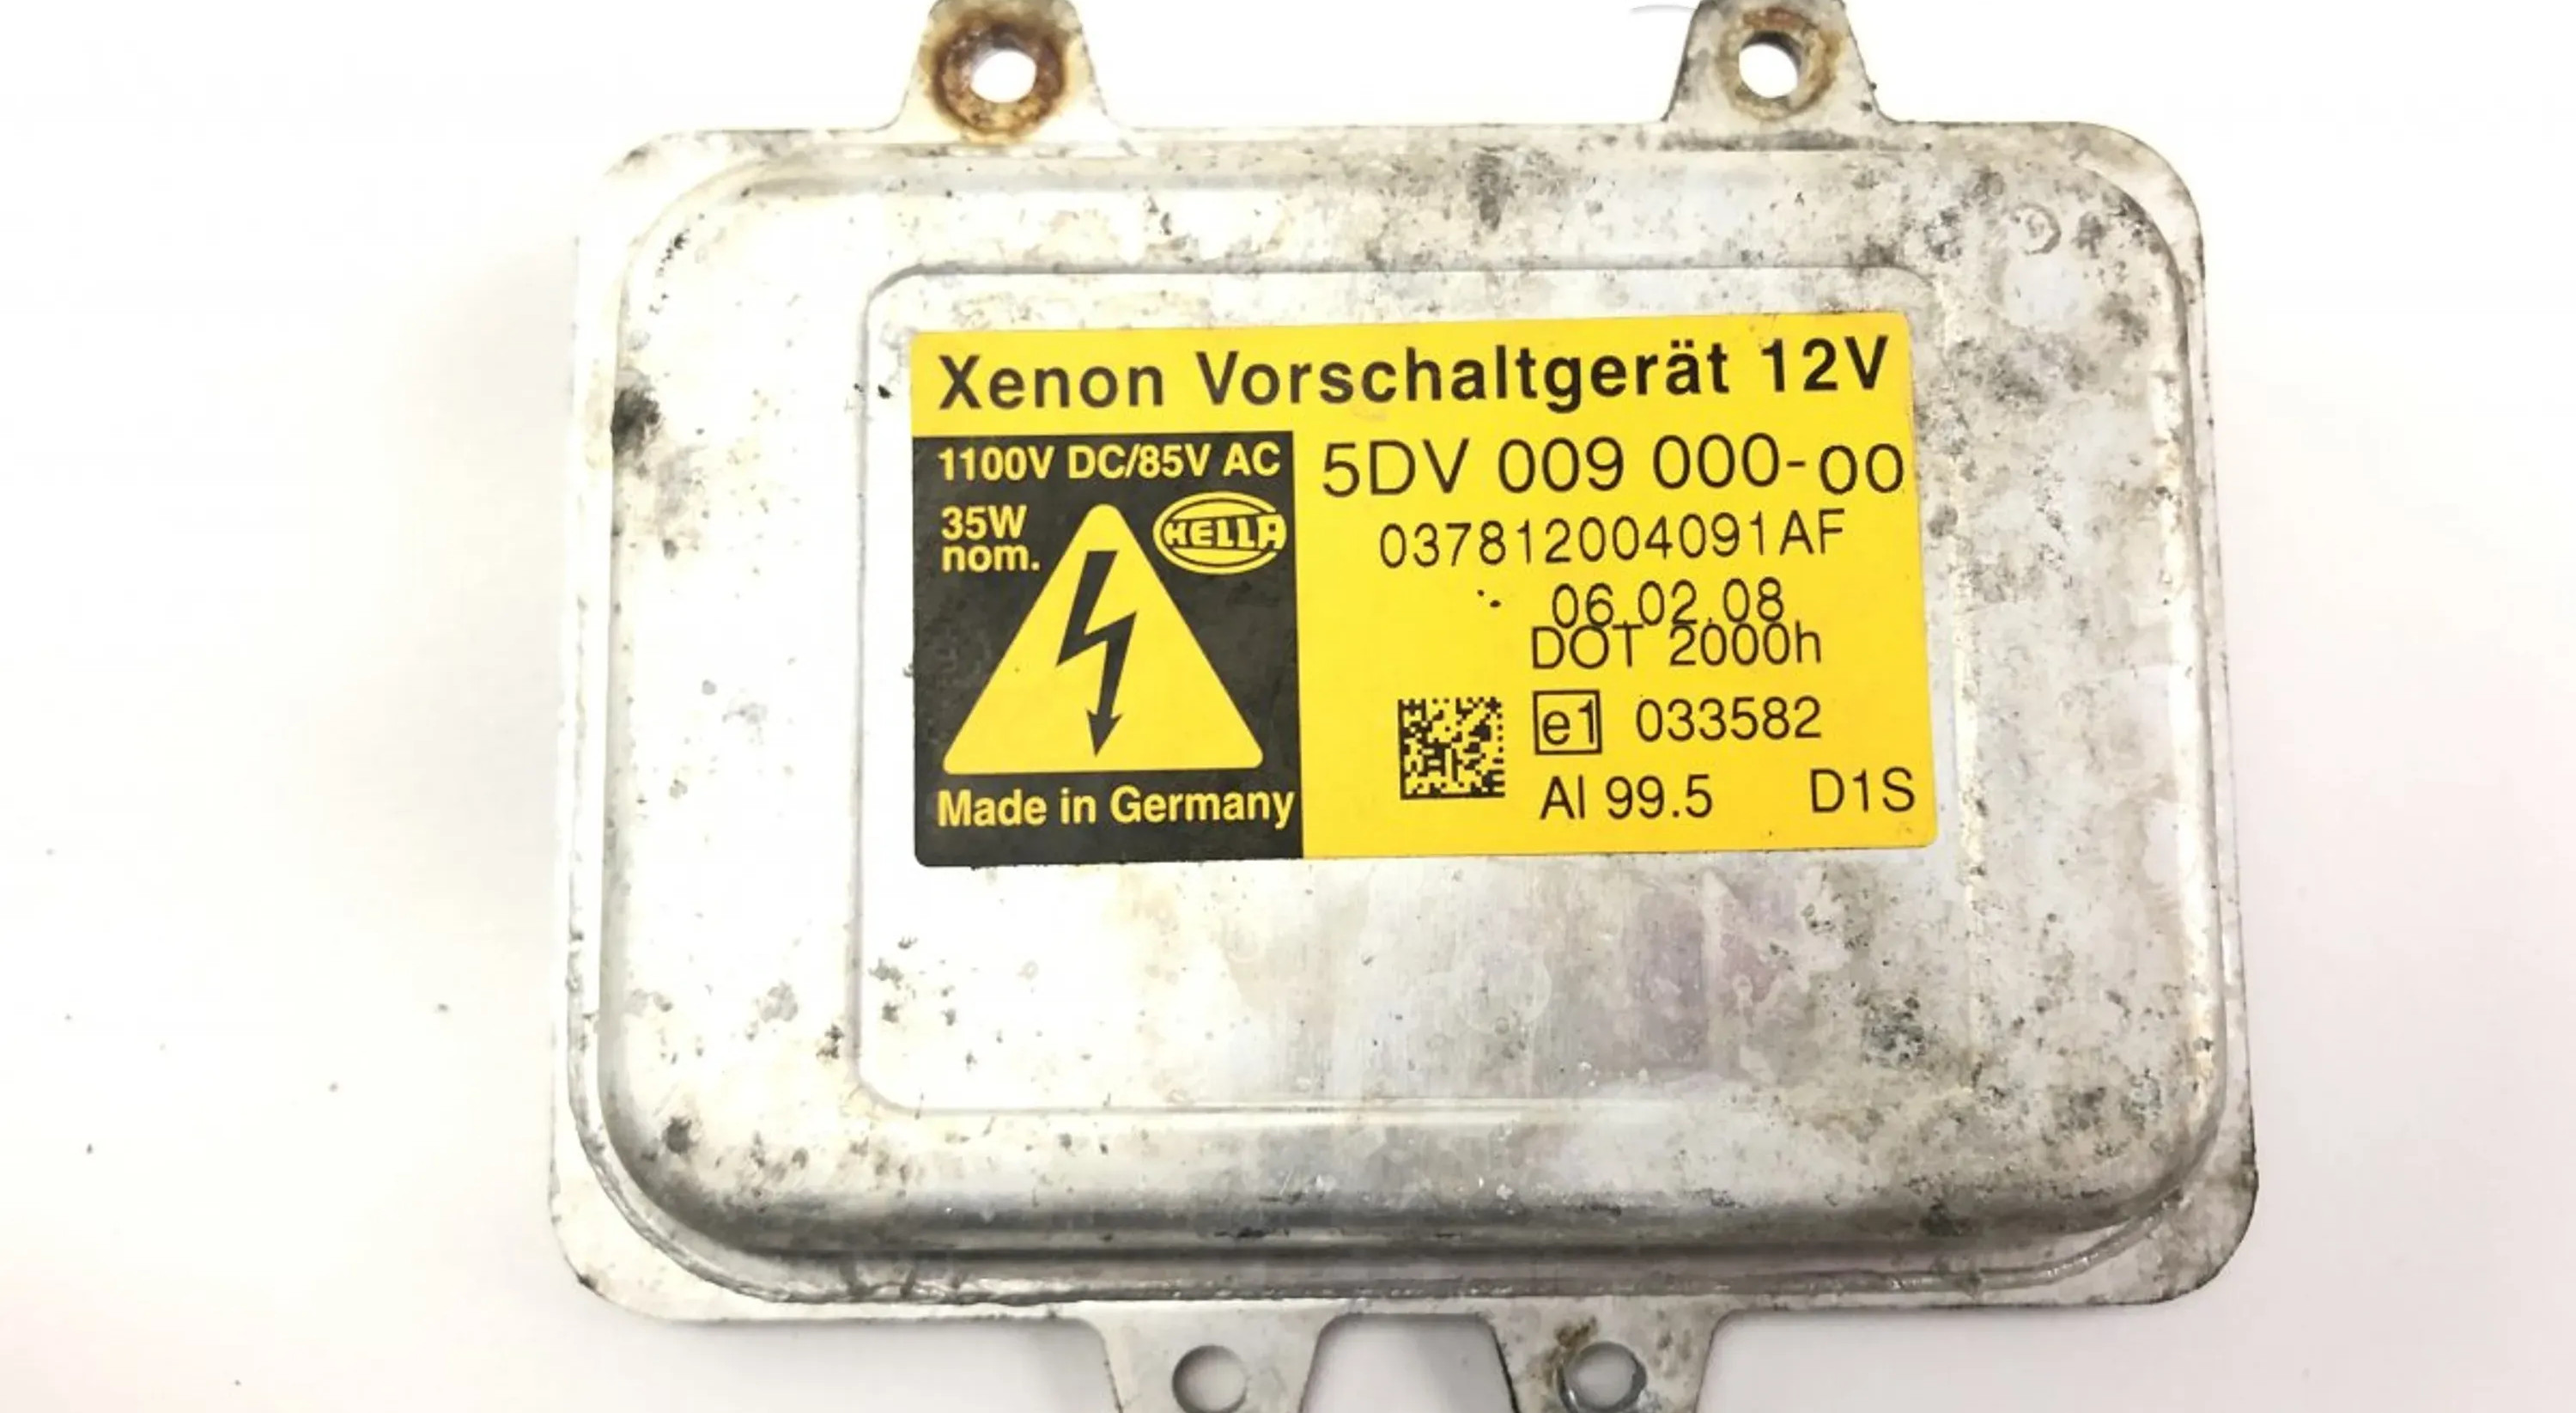 Xenon Vorschaltgerät 12V
1100V DC/85V AC
35W
nom.
HELLA
Made in Germany
5DV 009 000-00
037812004091AF
06.02.08
DOT 2000h
e1 033582
Al 99.5 D1S